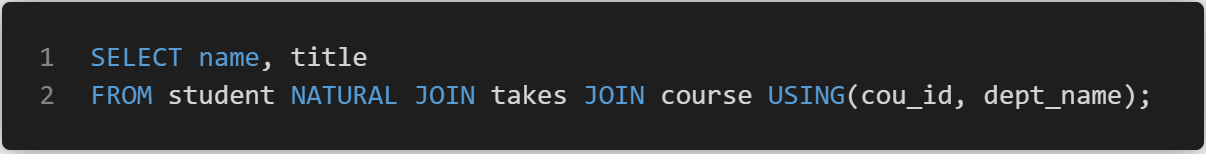 1 SELECT name, title
2 FROM student NATURAL JOIN takes JOIN course USING(cou_id, dept_name);